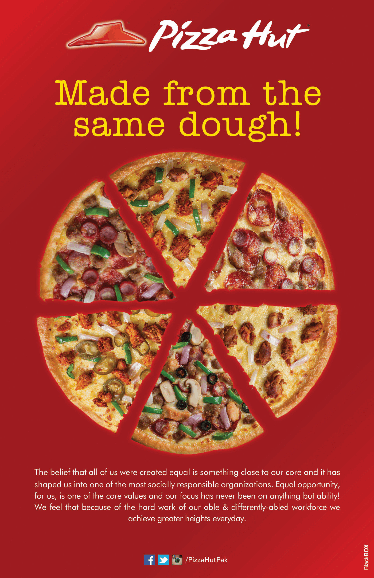 Pizza Hut
Made from the
same dough!
The belief that all of us were created equal is something close to our core and it has
shaped us into one of the most socially responsible organizations. Equal opportunity,
for us, is one of the core values and our focus has never been on anything but ability!
We feel that because of the hard work of our able & differently-abled workforce we
achieve greater heights everyday.
/PizzaHutPak